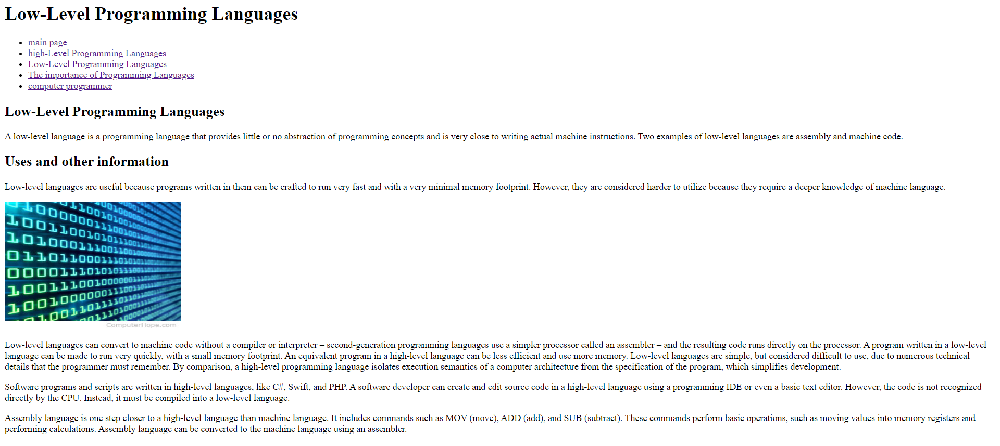 Low-Level Programming Languages
main page
high-Level Programming Languages
Low-Level Programming Languages
The importance of Programming Languages
computer programmer
Low-Level Programming Languages
A low-level language is a programming language that provides little or no abstraction of programming concepts and is very close to writing actual machine instructions. Two examples of low-level languages are assembly and machine code.
Uses and other information
Low-level languages are useful because programs written in them can be crafted to run very fast and with a very minimal memory footprint. However, they are considered harder to utilize because they require a deeper knowledge of machine language.
ComputerHope.com
Low-level languages can convert to machine code without a compiler or interpreter – second-generation programming languages use a simpler processor called an assembler – and the resulting code runs directly on the processor. A program written in a low-level
language can be made to run very quickly, with a small memory footprint. An equivalent program in a high-level language can be less efficient and use more memory. Low-level languages are simple, but considered difficult to use, due to numerous technical
details that the programmer must remember. By comparison, a high-level programming language isolates execution semantics of a computer architecture from the specification of the program, which simplifies development.
Software programs and scripts are written in high-level languages, like C#, Swift, and PHP. A software developer can create and edit source code in a high-level language using a programming IDE or even a basic text editor. However, the code is not recognized
directly by the CPU. Instead, it must be compiled into a low-level language.
Assembly language is one step closer to a high-level language than machine language. It includes commands such as MOV (move), ADD (add), and SUB (subtract). These commands perform basic operations, such as moving values into memory registers and
performing calculations. Assembly language can be converted to the machine language using an assembler.